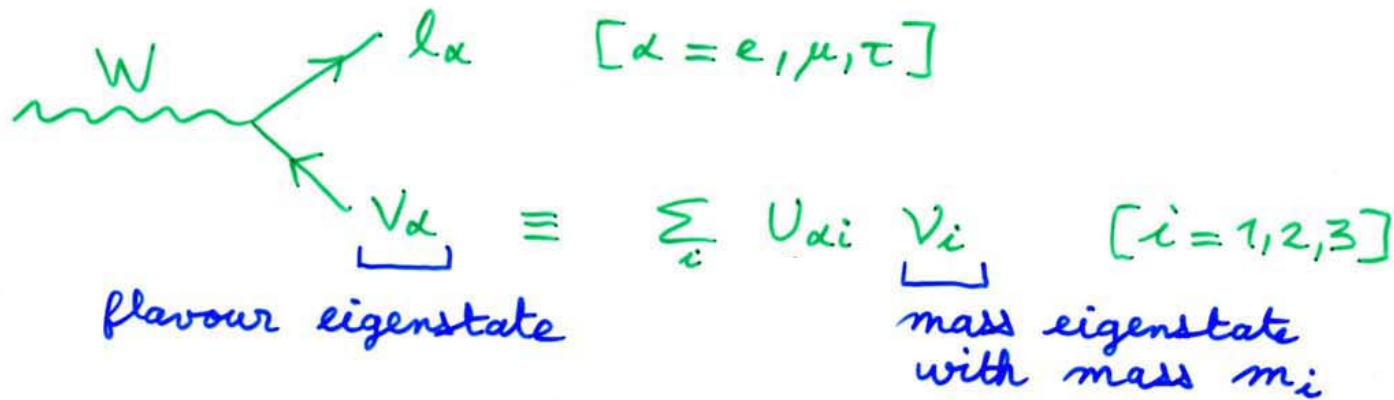 W
lα [α = e, μ, τ]
να ≡ Σi Uαi νi [i = 1,2,3]
flavour eigenstate
mass eigenstate
with mass mi